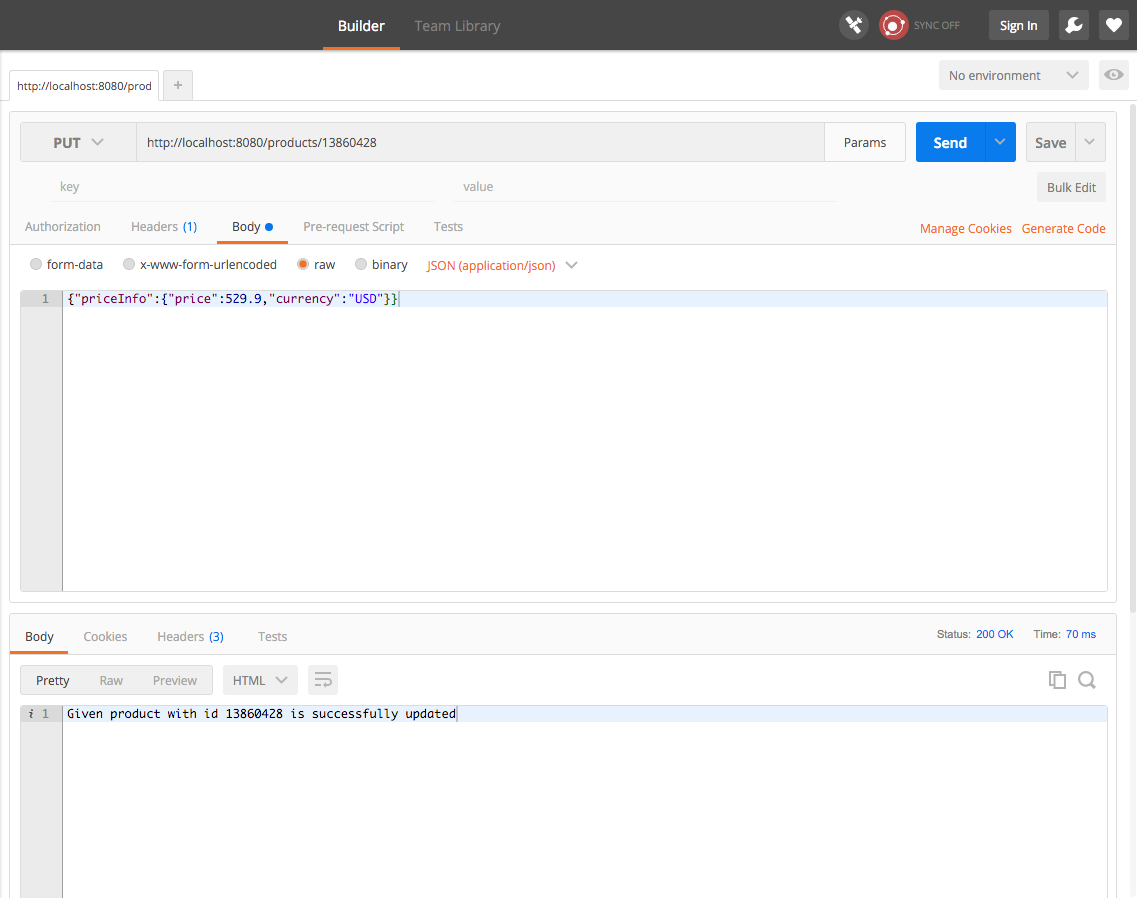 Builder Team Library SYNC OFF Sign In
http://localhost:8080/prod + No environment
PUT http://localhost:8080/products/13860428 Params Send Save
key value Bulk Edit
Authorization Headers (1) Body Pre-request Script Tests Manage Cookies Generate Code
form-data x-www-form-urlencoded raw binary JSON (application/json)
1 {"priceInfo":{"price":529.9,"currency":"USD"}}
Body Cookies Headers (3) Tests Status: 200 OK Time: 70 ms
Pretty Raw Preview HTML
i 1 Given product with id 13860428 is successfully updated